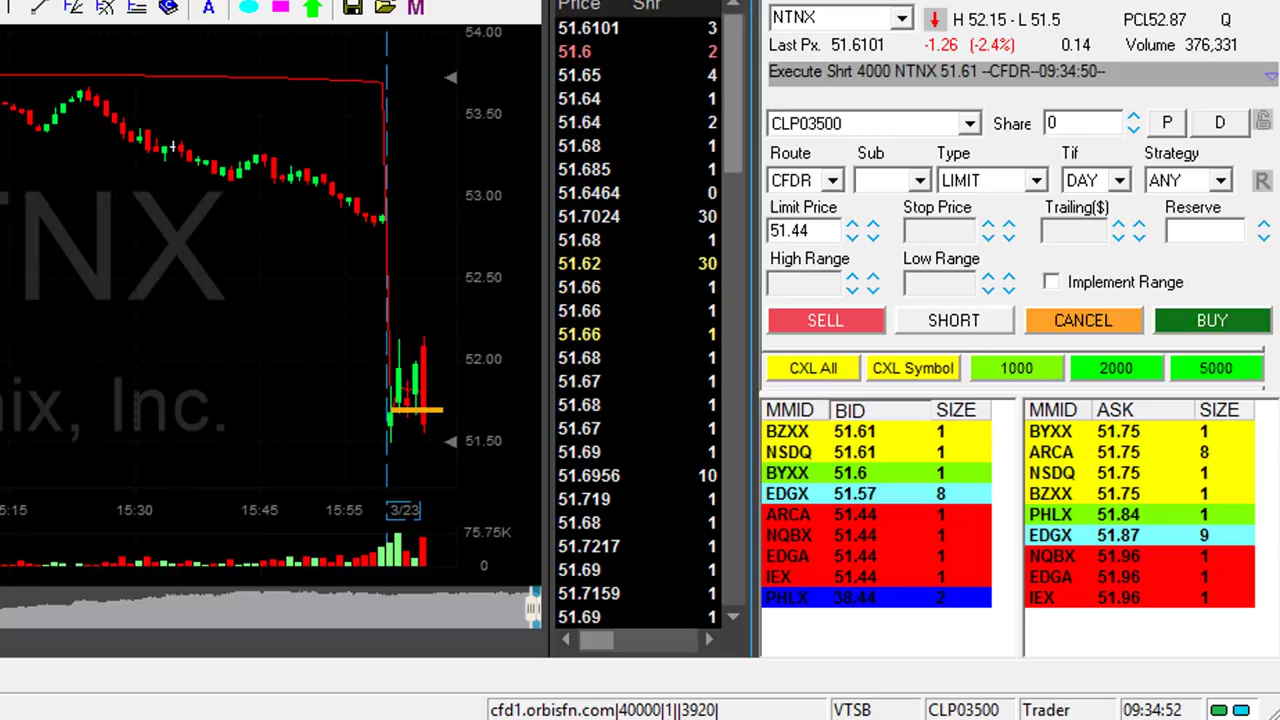 A
M
54.00
53.50
53.00
52.50
52.00
51.50
NTNX
nix, Inc.
5:15
15:30
15:45
15:55
3/23
75.75K
0
Price Shr
51.6101 3
51.6 2
51.65 4
51.64 1
51.64 2
51.68 1
51.685 1
51.6464 0
51.7024 30
51.68 1
51.62 30
51.66 1
51.66 1
51.66 1
51.68 1
51.67 1
51.68 1
51.67 1
51.69 1
51.6956 10
51.719 1
51.68 1
51.7217 1
51.69 1
51.7159 1
51.69 1
NTNX H 52.15 - L 51.5 PCL52.87 Q
Last Px. 51.6101 -1.26 (-2.4%) 0.14 Volume 376,331
Execute Shrt 4000 NTNX 51.61 --CFDR--09:34:50--
CLP03500 Share 0 P D
Route Sub Type Tif Strategy
CFDR LIMIT DAY ANY R
Limit Price Stop Price Trailing($) Reserve
51.44
High Range Low Range
Implement Range
SELL SHORT CANCEL BUY
CXL All CXL Symbol 1000 2000 5000
MMID BID SIZE
BZXX 51.61 1
NSDQ 51.61 1
BYXX 51.6 1
EDGX 51.57 8
ARCA 51.44 1
NQBX 51.44 1
EDGA 51.44 1
IEX 51.44 1
PHLX 38.44 2
MMID ASK SIZE
BYXX 51.75 1
ARCA 51.75 8
NSDQ 51.75 1
BZXX 51.75 1
PHLX 51.84 1
EDGX 51.87 9
NQBX 51.96 1
EDGA 51.96 1
IEX 51.96 1
cfd1.orbisfn.com|40000|1||3920| VTSB CLP03500 Trader 09:34:52